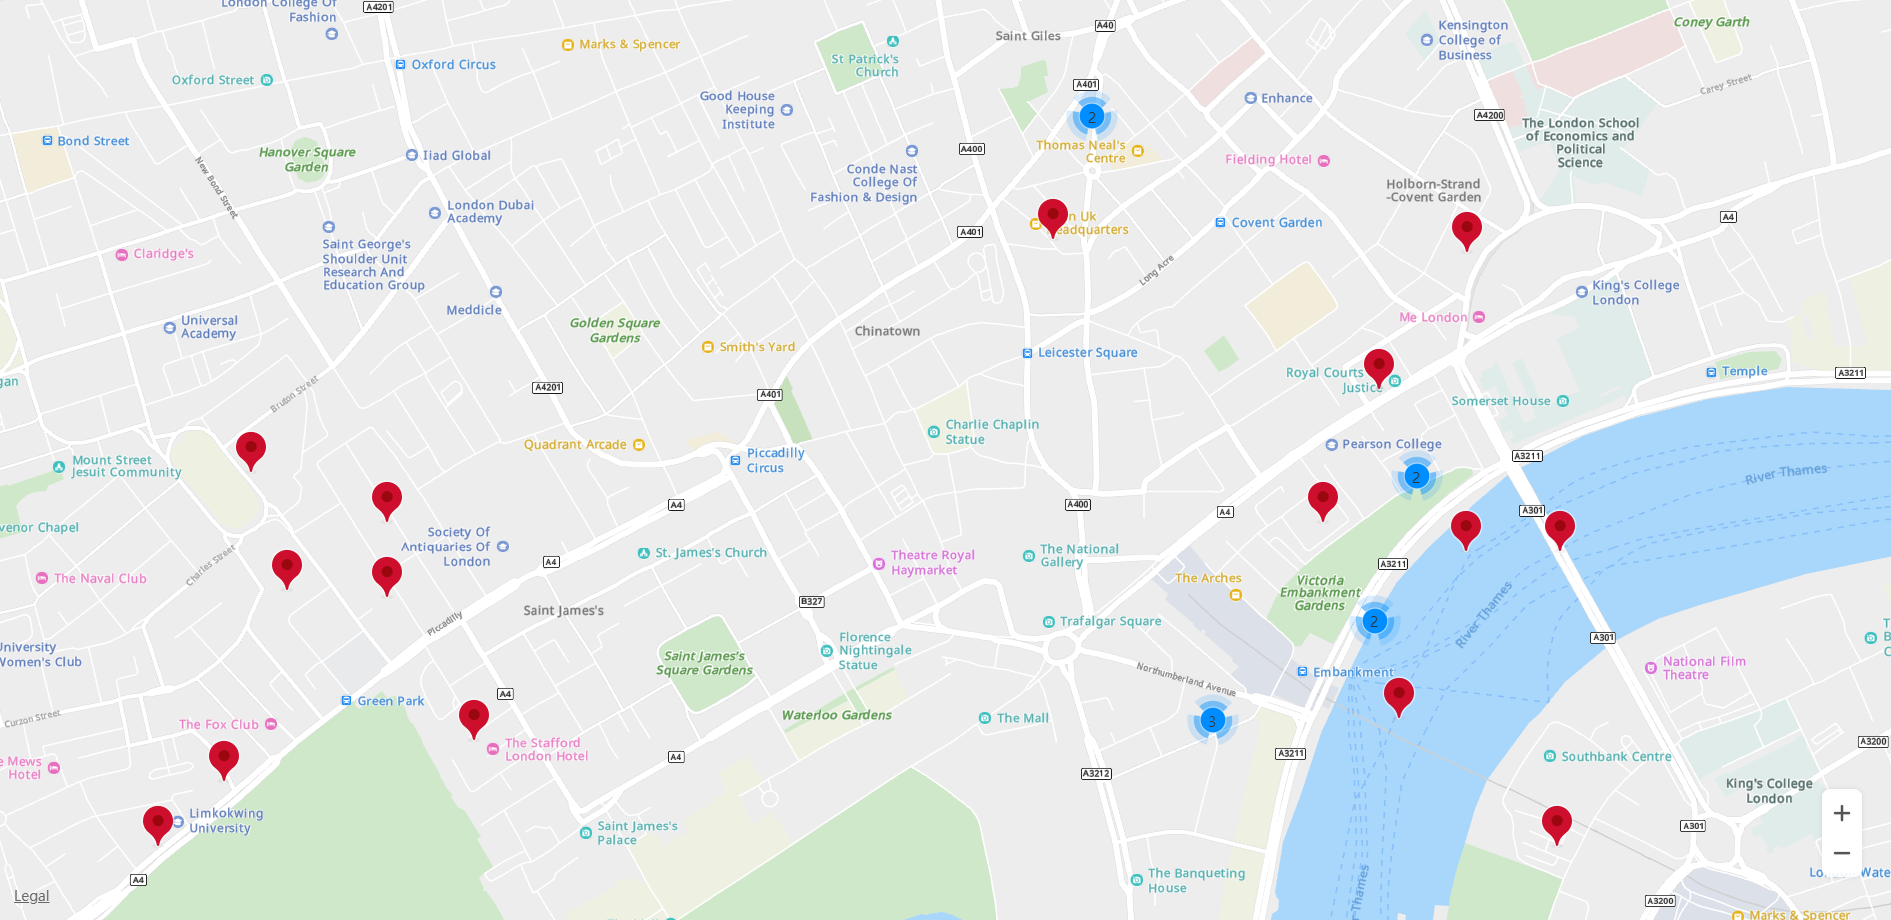 London College Of
Fashion
A4201
Oxford Circus
Marks & Spencer
St Patrick's
Church
Saint Giles
A40
Kensington
College of
Business
Coney Garth
Oxford Street
Good House
Keeping
Institute
A401
2
Enhance
Carey Street
A4200
The London School
of Economics and
Political
Science
Bond Street
Hanover Square
Garden
Iiad Global
New Bond Street
Conde Nast
College Of
Fashion & Design
A400
Thomas Neal's
Centre
Fielding Hotel
Holborn-Strand
-Covent Garden
London Dubai
Academy
A401
Uk
Covent Garden
A4
Claridge's
Saint George's
Shoulder Unit
Research And
Education Group
Long Acre
King's College
London
Meddicle
Universal
Academy
Golden Square
Gardens
Chinatown
Me London
Smith's Yard
Leicester Square
Royal Courts
Justice
Temple
A3211
Bruton Street
A4201
A401
Somerset House
Charlie Chaplin
Statue
Quadrant Arcade
Pearson College
Piccadilly
Circus
A3211
Mount Street
Jesuit Community
2
River Thames
A4
A400
A4
A301
venor Chapel
Society Of
Antiquaries Of
London
Charles Street
St. James's Church
The National
Gallery
Theatre Royal
Haymarket
A4
A3211
The Naval Club
The Arches
Victoria
Embankment
Gardens
River Thames
Saint James's
B327
Piccadilly
Trafalgar Square
2
A301
University
Women's Club
Florence
Nightingale
Statue
Saint James's
Square Gardens
National Film
Theatre
Embankment
Northumberland Avenue
Green Park
A4
Curzon Street
The Fox Club
Waterloo Gardens
The Mall
3
The Stafford
London Hotel
A4
A3211
Southbank Centre
A3200
Mews
Hotel
A3212
King's College
London
Limkokwing
University
Saint James's
Palace
A301
A4
The Banqueting
House
Thames
Legal
A3200
Marks & Spencer